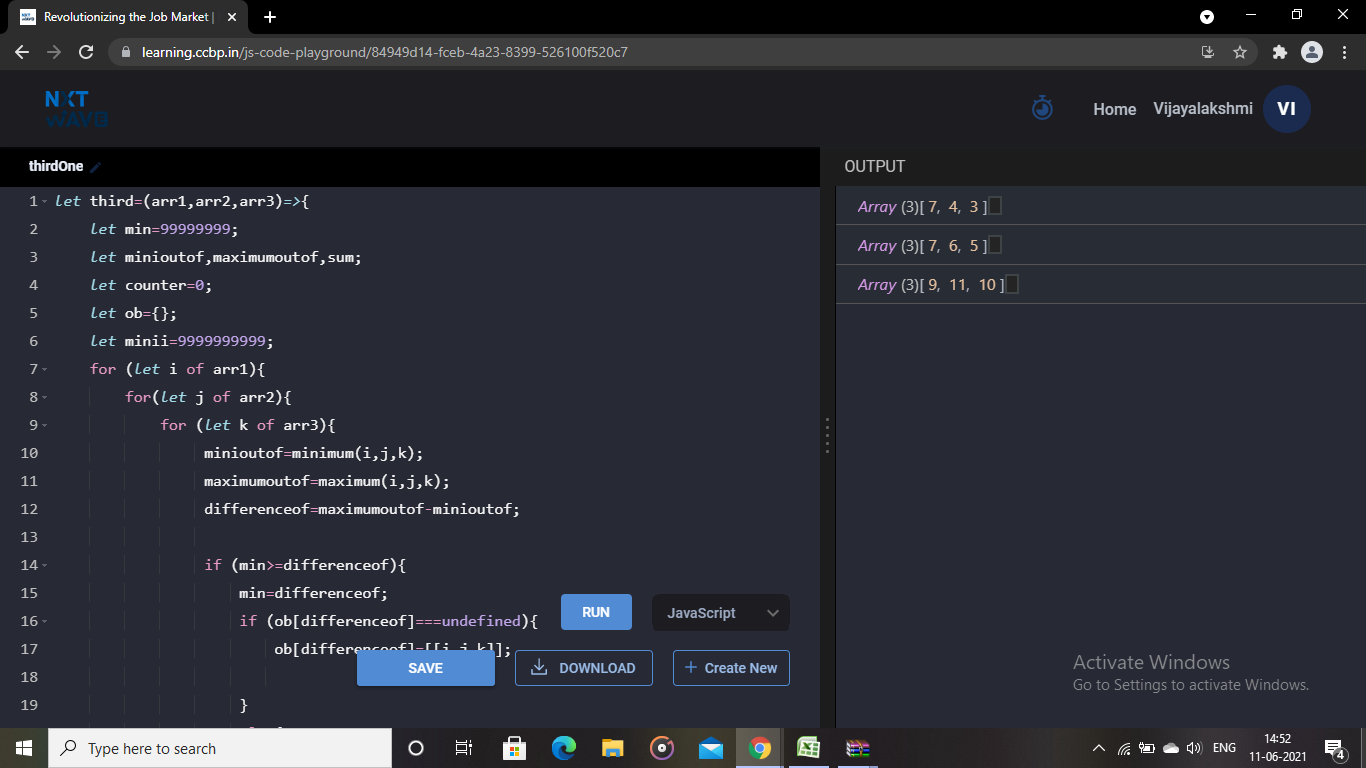 Revolutionizing the Job Market |
learning.ccbp.in/js-code-playground/84949d14-fceb-4a23-8399-526100f520c7
NXT
WAVE
Home Vijayalakshmi VI
thirdOne
OUTPUT
1 let third=(arr1,arr2,arr3)=>{
2 let min=99999999;
3 let minioutof,maximumoutof,sum;
4 let counter=0;
5 let ob={};
6 let minii=9999999999;
7 for (let i of arr1){
8 for(let j of arr2){
9 for (let k of arr3){
10 minioutof=minimum(i,j,k);
11 maximumoutof=maximum(i,j,k);
12 differenceof=maximumoutof-minioutof;
13
14 if (min>=differenceof){
15 min=differenceof;
16 if (ob[differenceof]===undefined){
17 ob[differenceof]=[[i,j,k]];
18
19 }
RUN
JavaScript
SAVE
DOWNLOAD
+ Create New
Array (3)[ 7, 4, 3 ]
Array (3)[ 7, 6, 5 ]
Array (3)[ 9, 11, 10 ]
Activate Windows
Go to Settings to activate Windows.
Type here to search
ENG
14:52
11-06-2021
4